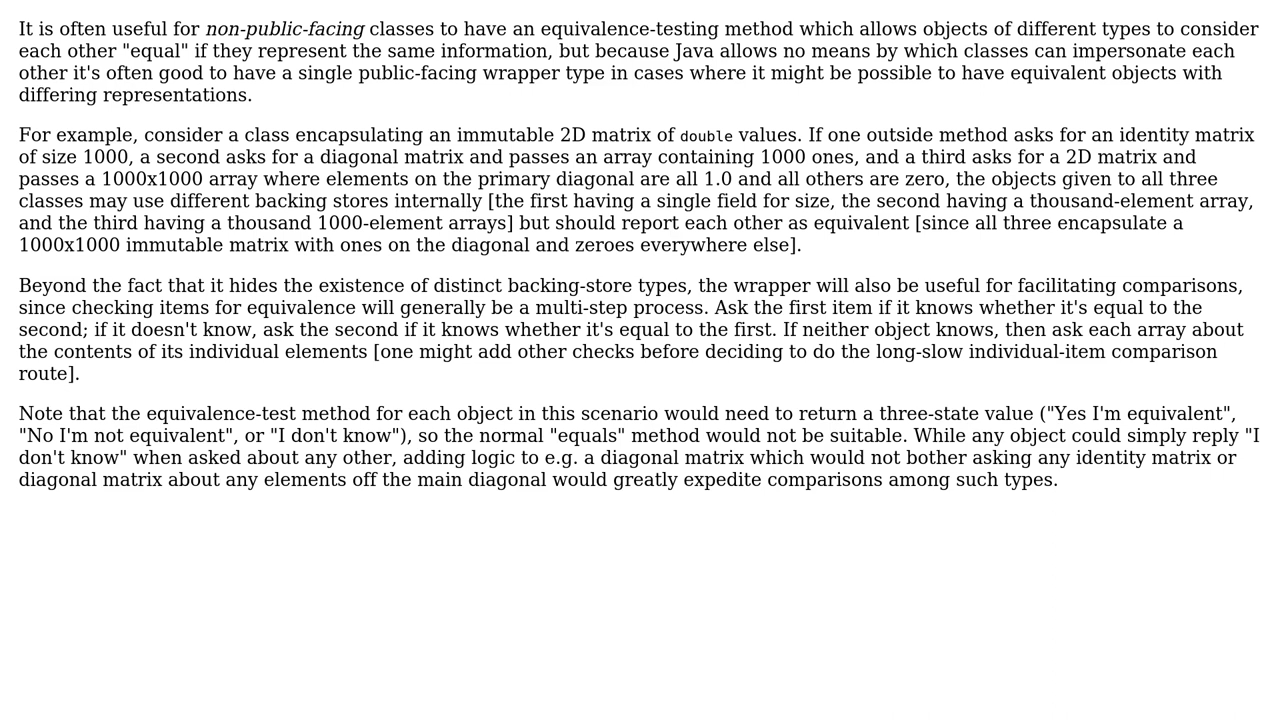 It is often useful for non-public-facing classes to have an equivalence-testing method which allows objects of different types to consider
each other "equal" if they represent the same information, but because Java allows no means by which classes can impersonate each
other it's often good to have a single public-facing wrapper type in cases where it might be possible to have equivalent objects with
differing representations.
For example, consider a class encapsulating an immutable 2D matrix of double values. If one outside method asks for an identity matrix
of size 1000, a second asks for a diagonal matrix and passes an array containing 1000 ones, and a third asks for a 2D matrix and
passes a 1000x1000 array where elements on the primary diagonal are all 1.0 and all others are zero, the objects given to all three
classes may use different backing stores internally [the first having a single field for size, the second having a thousand-element array,
and the third having a thousand 1000-element arrays] but should report each other as equivalent [since all three encapsulate a
1000x1000 immutable matrix with ones on the diagonal and zeroes everywhere else].
Beyond the fact that it hides the existence of distinct backing-store types, the wrapper will also be useful for facilitating comparisons,
since checking items for equivalence will generally be a multi-step process. Ask the first item if it knows whether it's equal to the
second; if it doesn't know, ask the second if it knows whether it's equal to the first. If neither object knows, then ask each array about
the contents of its individual elements [one might add other checks before deciding to do the long-slow individual-item comparison
route].
Note that the equivalence-test method for each object in this scenario would need to return a three-state value ("Yes I'm equivalent",
"No I'm not equivalent", or "I don't know"), so the normal "equals" method would not be suitable. While any object could simply reply "I
don't know" when asked about any other, adding logic to e.g. a diagonal matrix which would not bother asking any identity matrix or
diagonal matrix about any elements off the main diagonal would greatly expedite comparisons among such types.